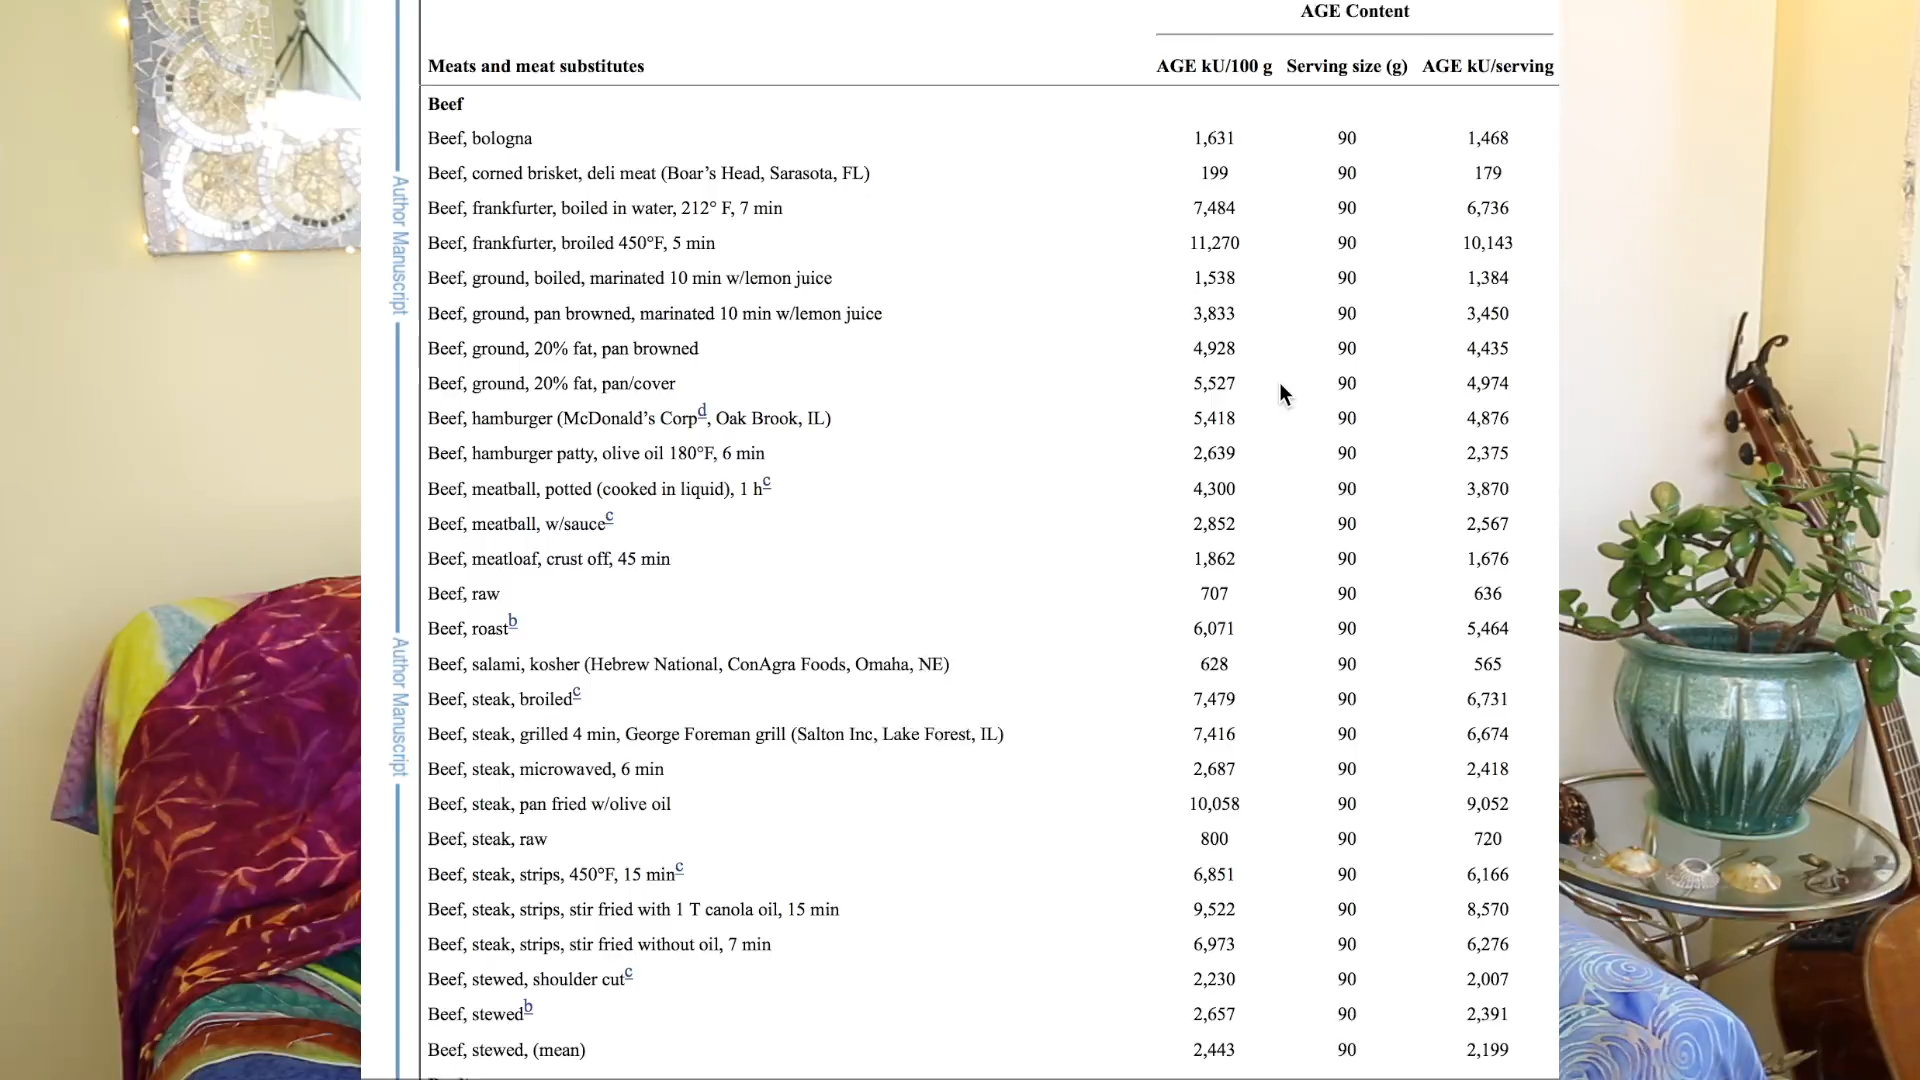 AGE Content
Meats and meat substitutes AGE kU/100 g Serving size (g) AGE kU/serving
Beef
Beef, bologna 1,631 90 1,468
Beef, corned brisket, deli meat (Boar’s Head, Sarasota, FL) 199 90 179
Beef, frankfurter, boiled in water, 212° F, 7 min 7,484 90 6,736
Beef, frankfurter, broiled 450°F, 5 min 11,270 90 10,143
Beef, ground, boiled, marinated 10 min w/lemon juice 1,538 90 1,384
Beef, ground, pan browned, marinated 10 min w/lemon juice 3,833 90 3,450
Beef, ground, 20% fat, pan browned 4,928 90 4,435
Beef, ground, 20% fat, pan/cover 5,527 90 4,974
Beef, hamburger (McDonald’s Corpd, Oak Brook, IL) 5,418 90 4,876
Beef, hamburger patty, olive oil 180°F, 6 min 2,639 90 2,375
Beef, meatball, potted (cooked in liquid), 1 hc 4,300 90 3,870
Beef, meatball, w/saucec 2,852 90 2,567
Beef, meatloaf, crust off, 45 min 1,862 90 1,676
Beef, raw 707 90 636
Beef, roastb 6,071 90 5,464
Beef, salami, kosher (Hebrew National, ConAgra Foods, Omaha, NE) 628 90 565
Beef, steak, broiledc 7,479 90 6,731
Beef, steak, grilled 4 min, George Foreman grill (Salton Inc, Lake Forest, IL) 7,416 90 6,674
Beef, steak, microwaved, 6 min 2,687 90 2,418
Beef, steak, pan fried w/olive oil 10,058 90 9,052
Beef, steak, raw 800 90 720
Beef, steak, strips, 450°F, 15 minc 6,851 90 6,166
Beef, steak, strips, stir fried with 1 T canola oil, 15 min 9,522 90 8,570
Beef, steak, strips, stir fried without oil, 7 min 6,973 90 6,276
Beef, stewed, shoulder cutc 2,230 90 2,007
Beef, stewedb 2,657 90 2,391
Beef, stewed, (mean) 2,443 90 2,199
Author Manuscript
Author Manuscript